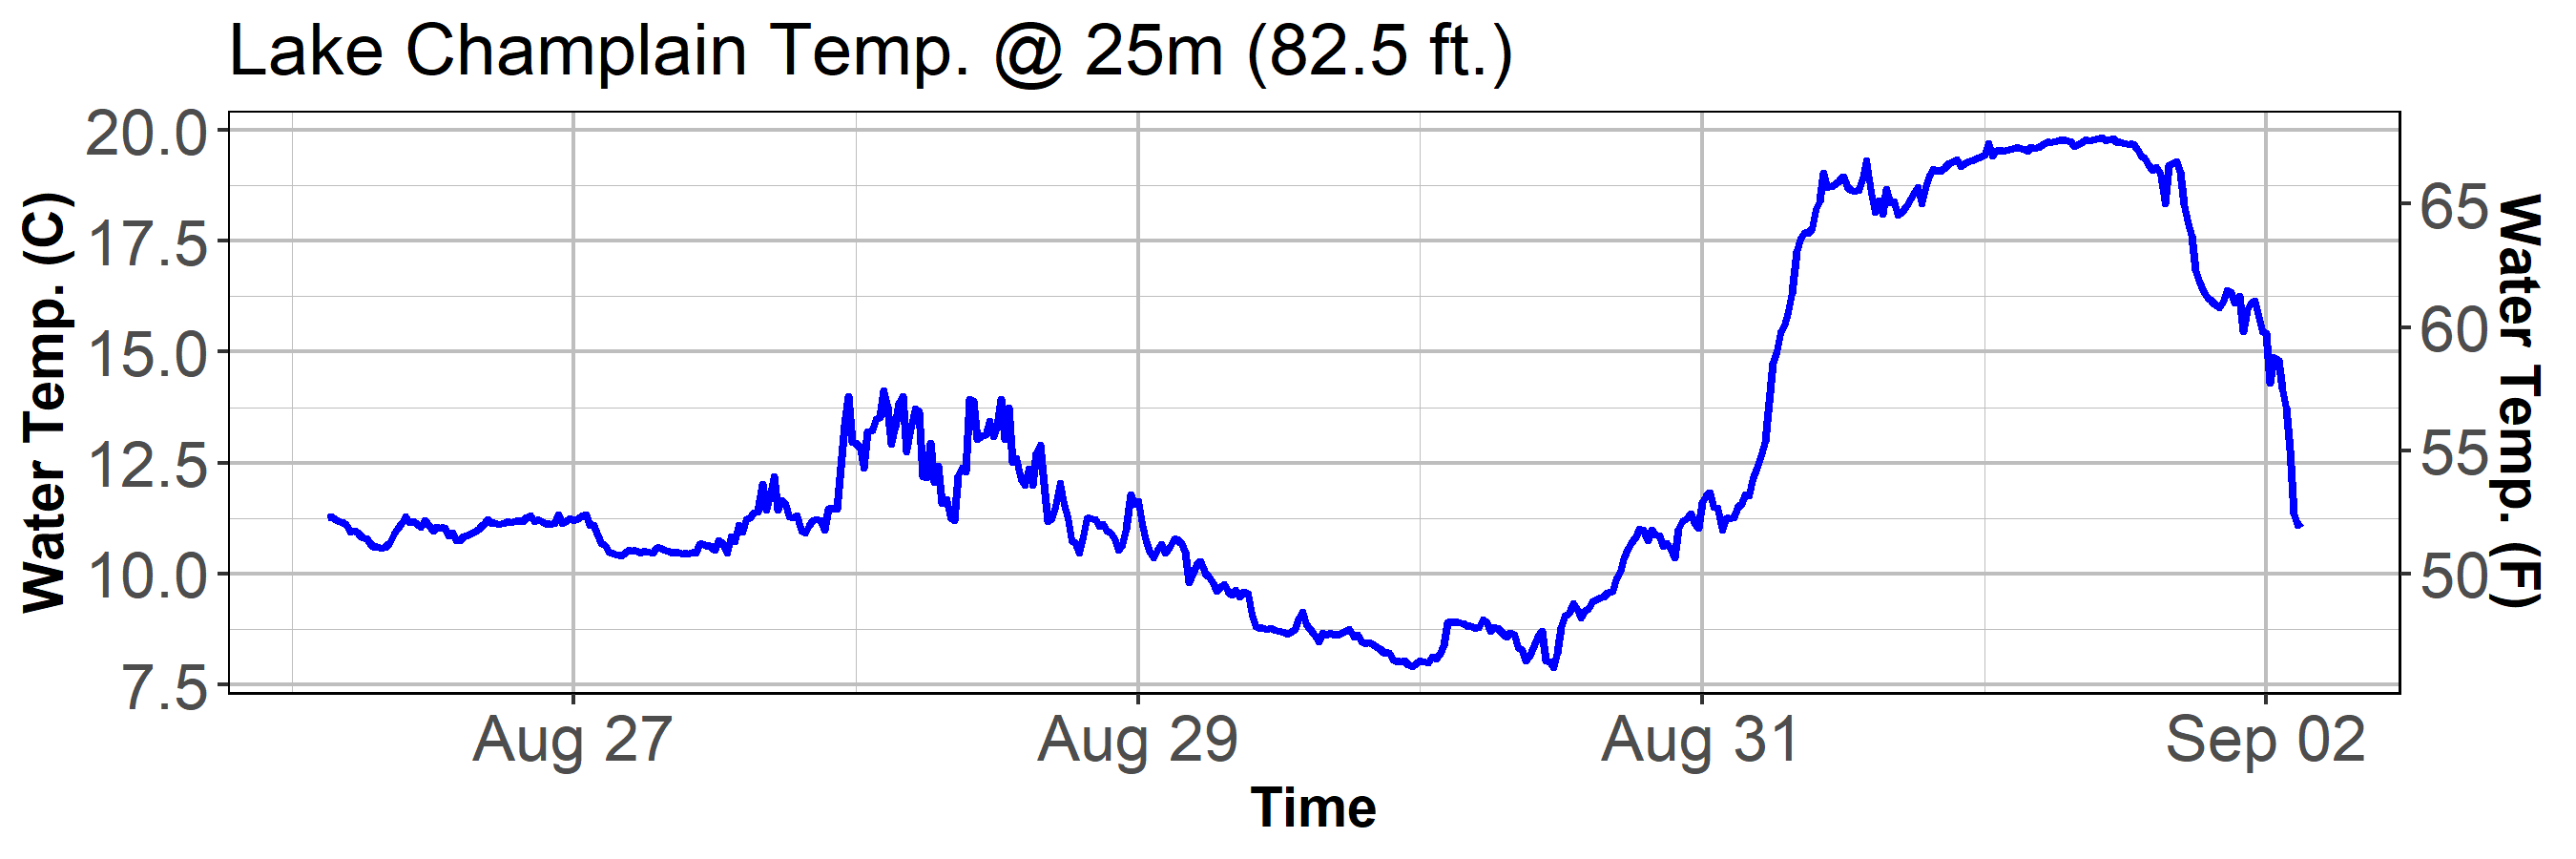 Lake Champlain Temp. @ 25m (82.5 ft.)
Water Temp. (C)
20.0
17.5
15.0
12.5
10.0
7.5
65
60
55
50
Water Temp. (F)
Aug 27 Aug 29 Aug 31 Sep 02
Time